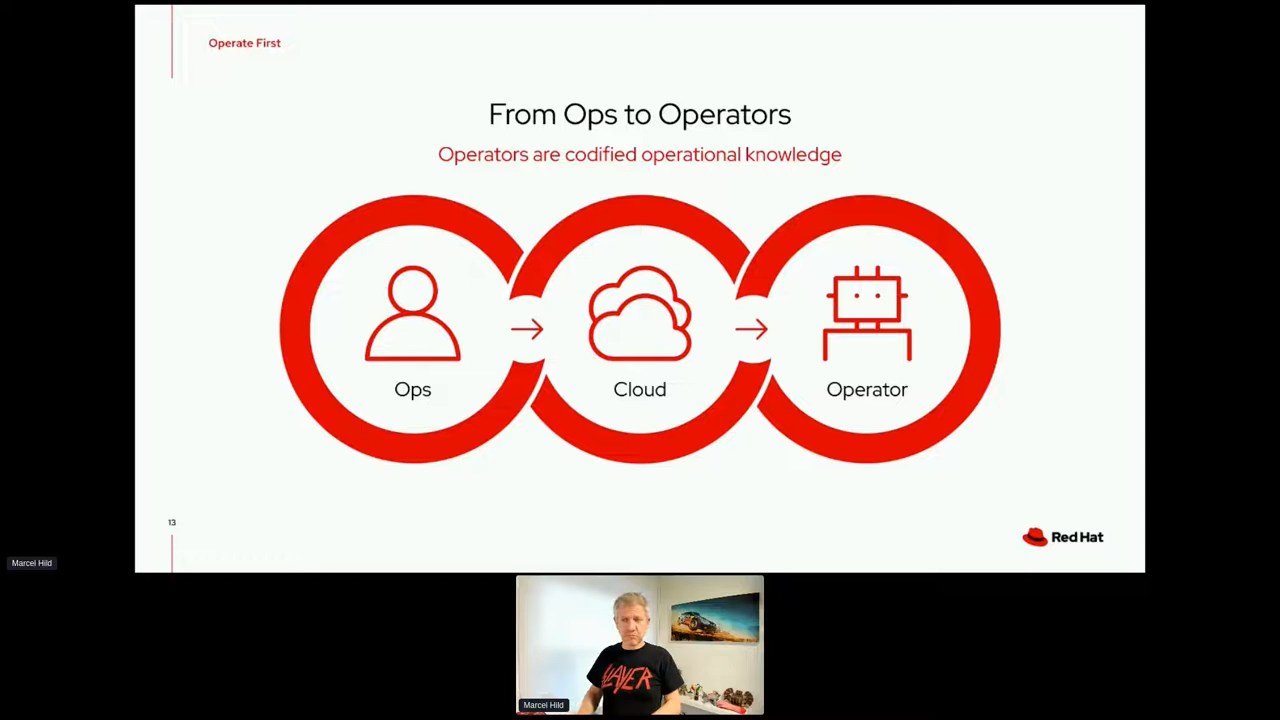 Operate First
From Ops to Operators
Operators are codified operational knowledge
Ops
Cloud
Operator
13
Red Hat
Marcel Hild
SLAYER
Marcel Hild